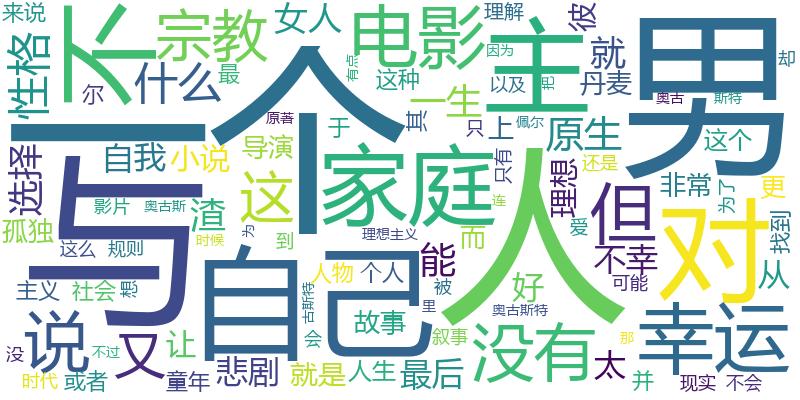 来说 不 宗教 女人 电影 理解 彼 男
性格 什么 最 有点 因为 主 就 却
尔 一个 这种 以及 把 丹麦 奥古 斯特
原善 其 一生 只 上 佩尔 原生 这个
选择 自我 小说 导演 于 只有 理想 但 非常 为了 更
与 影片 奥古斯 渣 这 家庭 人 还是 爱 对 找到
孤独 这么 规则 时候 为 到 理想主义 而 连 不幸 从
主义 社会 想 自己 人物 个人 能 被 好 可能
说 又 让 古斯特 会 故事 里 奥古斯特 叙事 没有 太 幸运
没 不过 悲剧 就是 人生 最后 那
时代 或者 童年 并 现实 不会